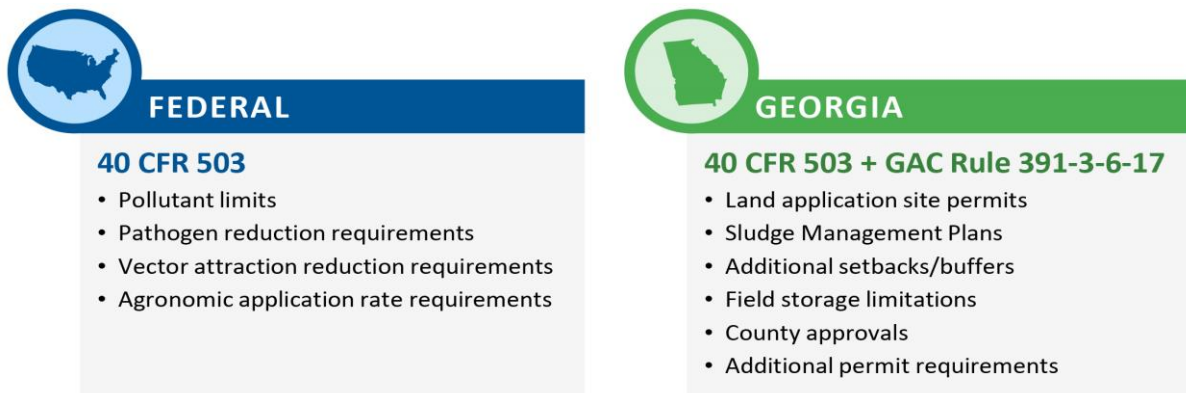 FEDERAL
40 CFR 503
• Pollutant limits
• Pathogen reduction requirements
• Vector attraction reduction requirements
• Agronomic application rate requirements
GEORGIA
40 CFR 503 + GAC Rule 391-3-6-17
• Land application site permits
• Sludge Management Plans
• Additional setbacks/buffers
• Field storage limitations
• County approvals
• Additional permit requirements